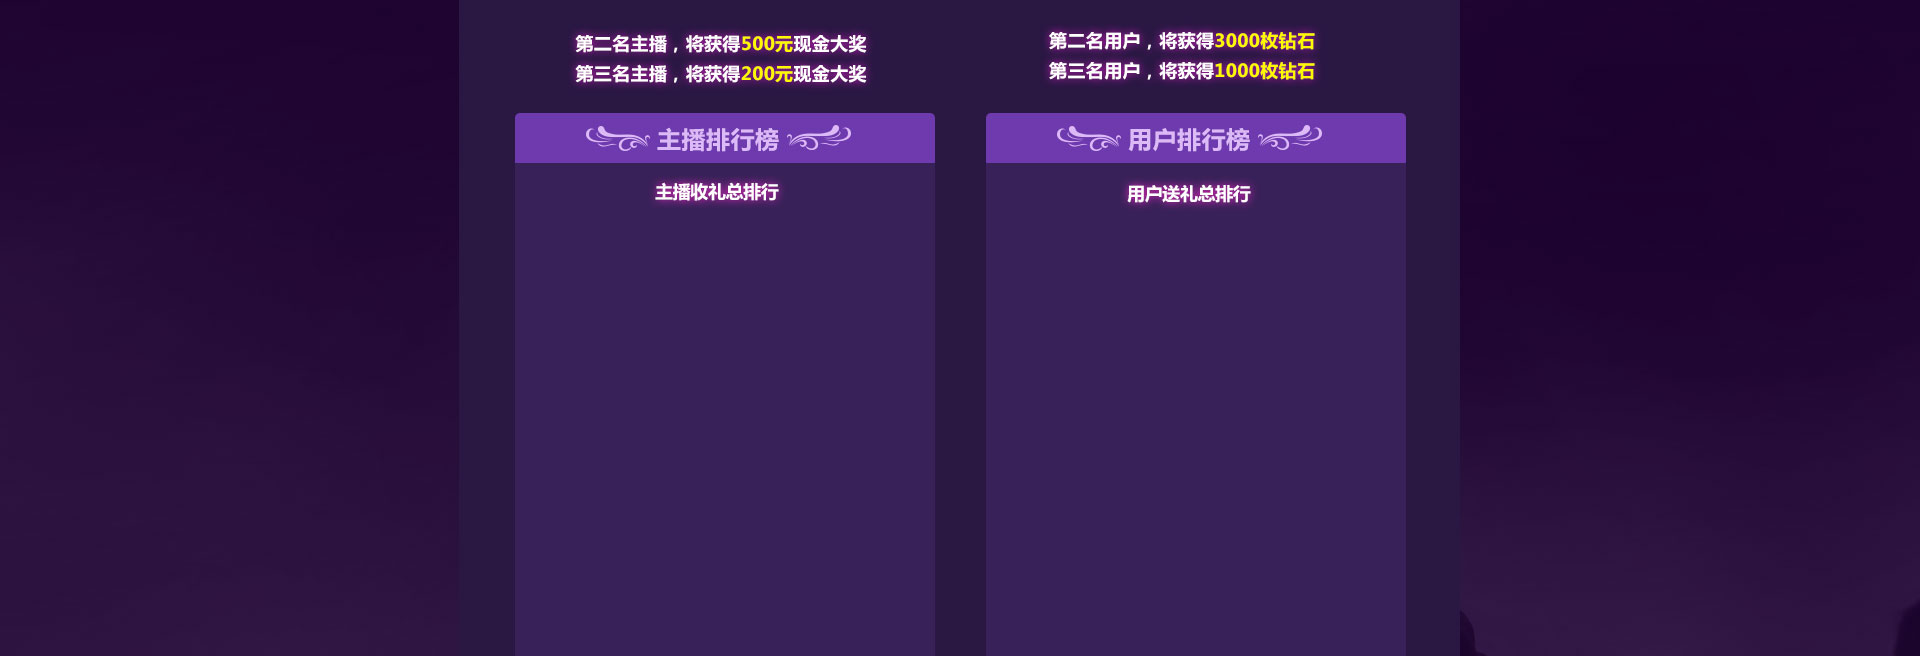 第二名主播，将获得500元现金大奖
第三名主播，将获得200元现金大奖
主播排行榜
主播收礼总排行
第二名用户，将获得3000枚钻石
第三名用户，将获得1000枚钻石
用户排行榜
用户送礼总排行